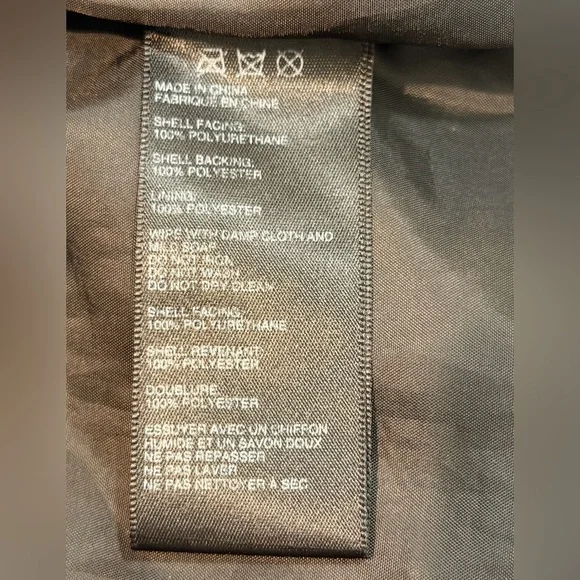 MADE IN CHINA
FABRIQUE EN CHINE
SHELL FACING:
100% POLYURETHANE
SHELL BACKING:
100% POLYESTER
LINING:
100% POLYESTER
WIPE WITH DAMP CLOTH AND
MILD SOAP
DO NOT IRON
DO NOT WASH
DO NOT DRY CLEAN
SHELL FACING:
100% POLYURETHANE
SHELL REVENANT
100% POLYESTER
DOUBLURE:
100% POLYESTER
ESSUYER AVEC UN CHIFFON
HUMIDE ET UN SAVON DOUX
NE PAS REPASSER
NE PAS LAVER
NE PAS NETTOYER A SEC